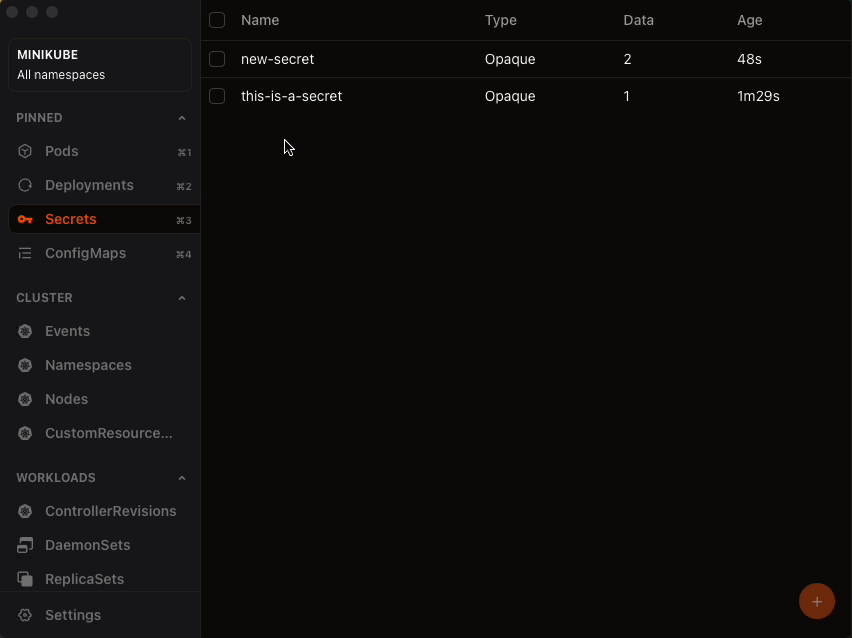 MINIKUBE
All namespaces
PINNED
Pods ⌘1
Deployments ⌘2
Secrets ⌘3
ConfigMaps ⌘4
CLUSTER
Events
Namespaces
Nodes
CustomResource...
WORKLOADS
ControllerRevisions
DaemonSets
ReplicaSets
Settings
Name Type Data Age
new-secret Opaque 2 48s
this-is-a-secret Opaque 1 1m29s
+